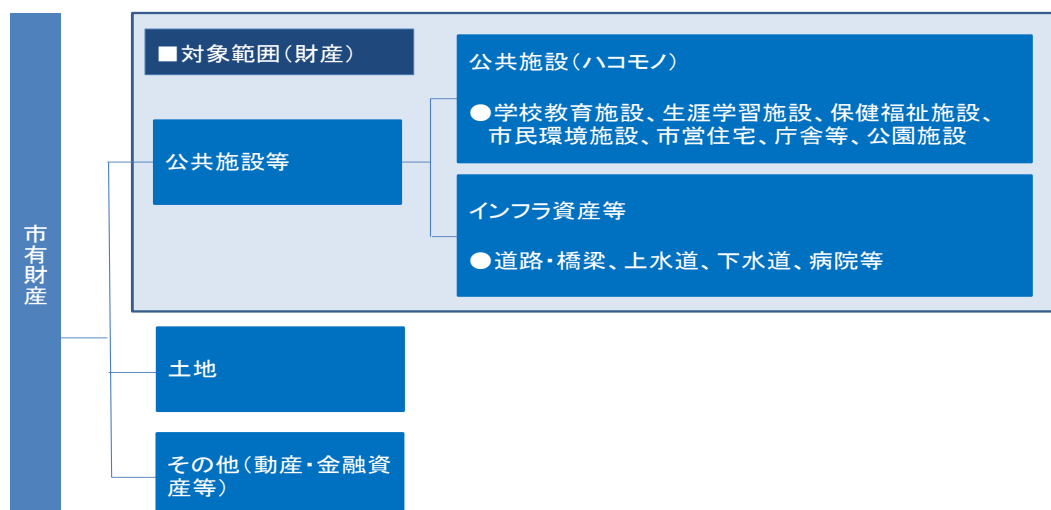 市有財産
■対象範囲(財産)
公共施設等
公共施設(ハコモノ)
●学校教育施設、生涯学習施設、保健福祉施設、
市民環境施設、市営住宅、庁舎等、公園施設
インフラ資産等
●道路・橋梁、上水道、下水道、病院等
土地
その他(動産・金融資
産等)